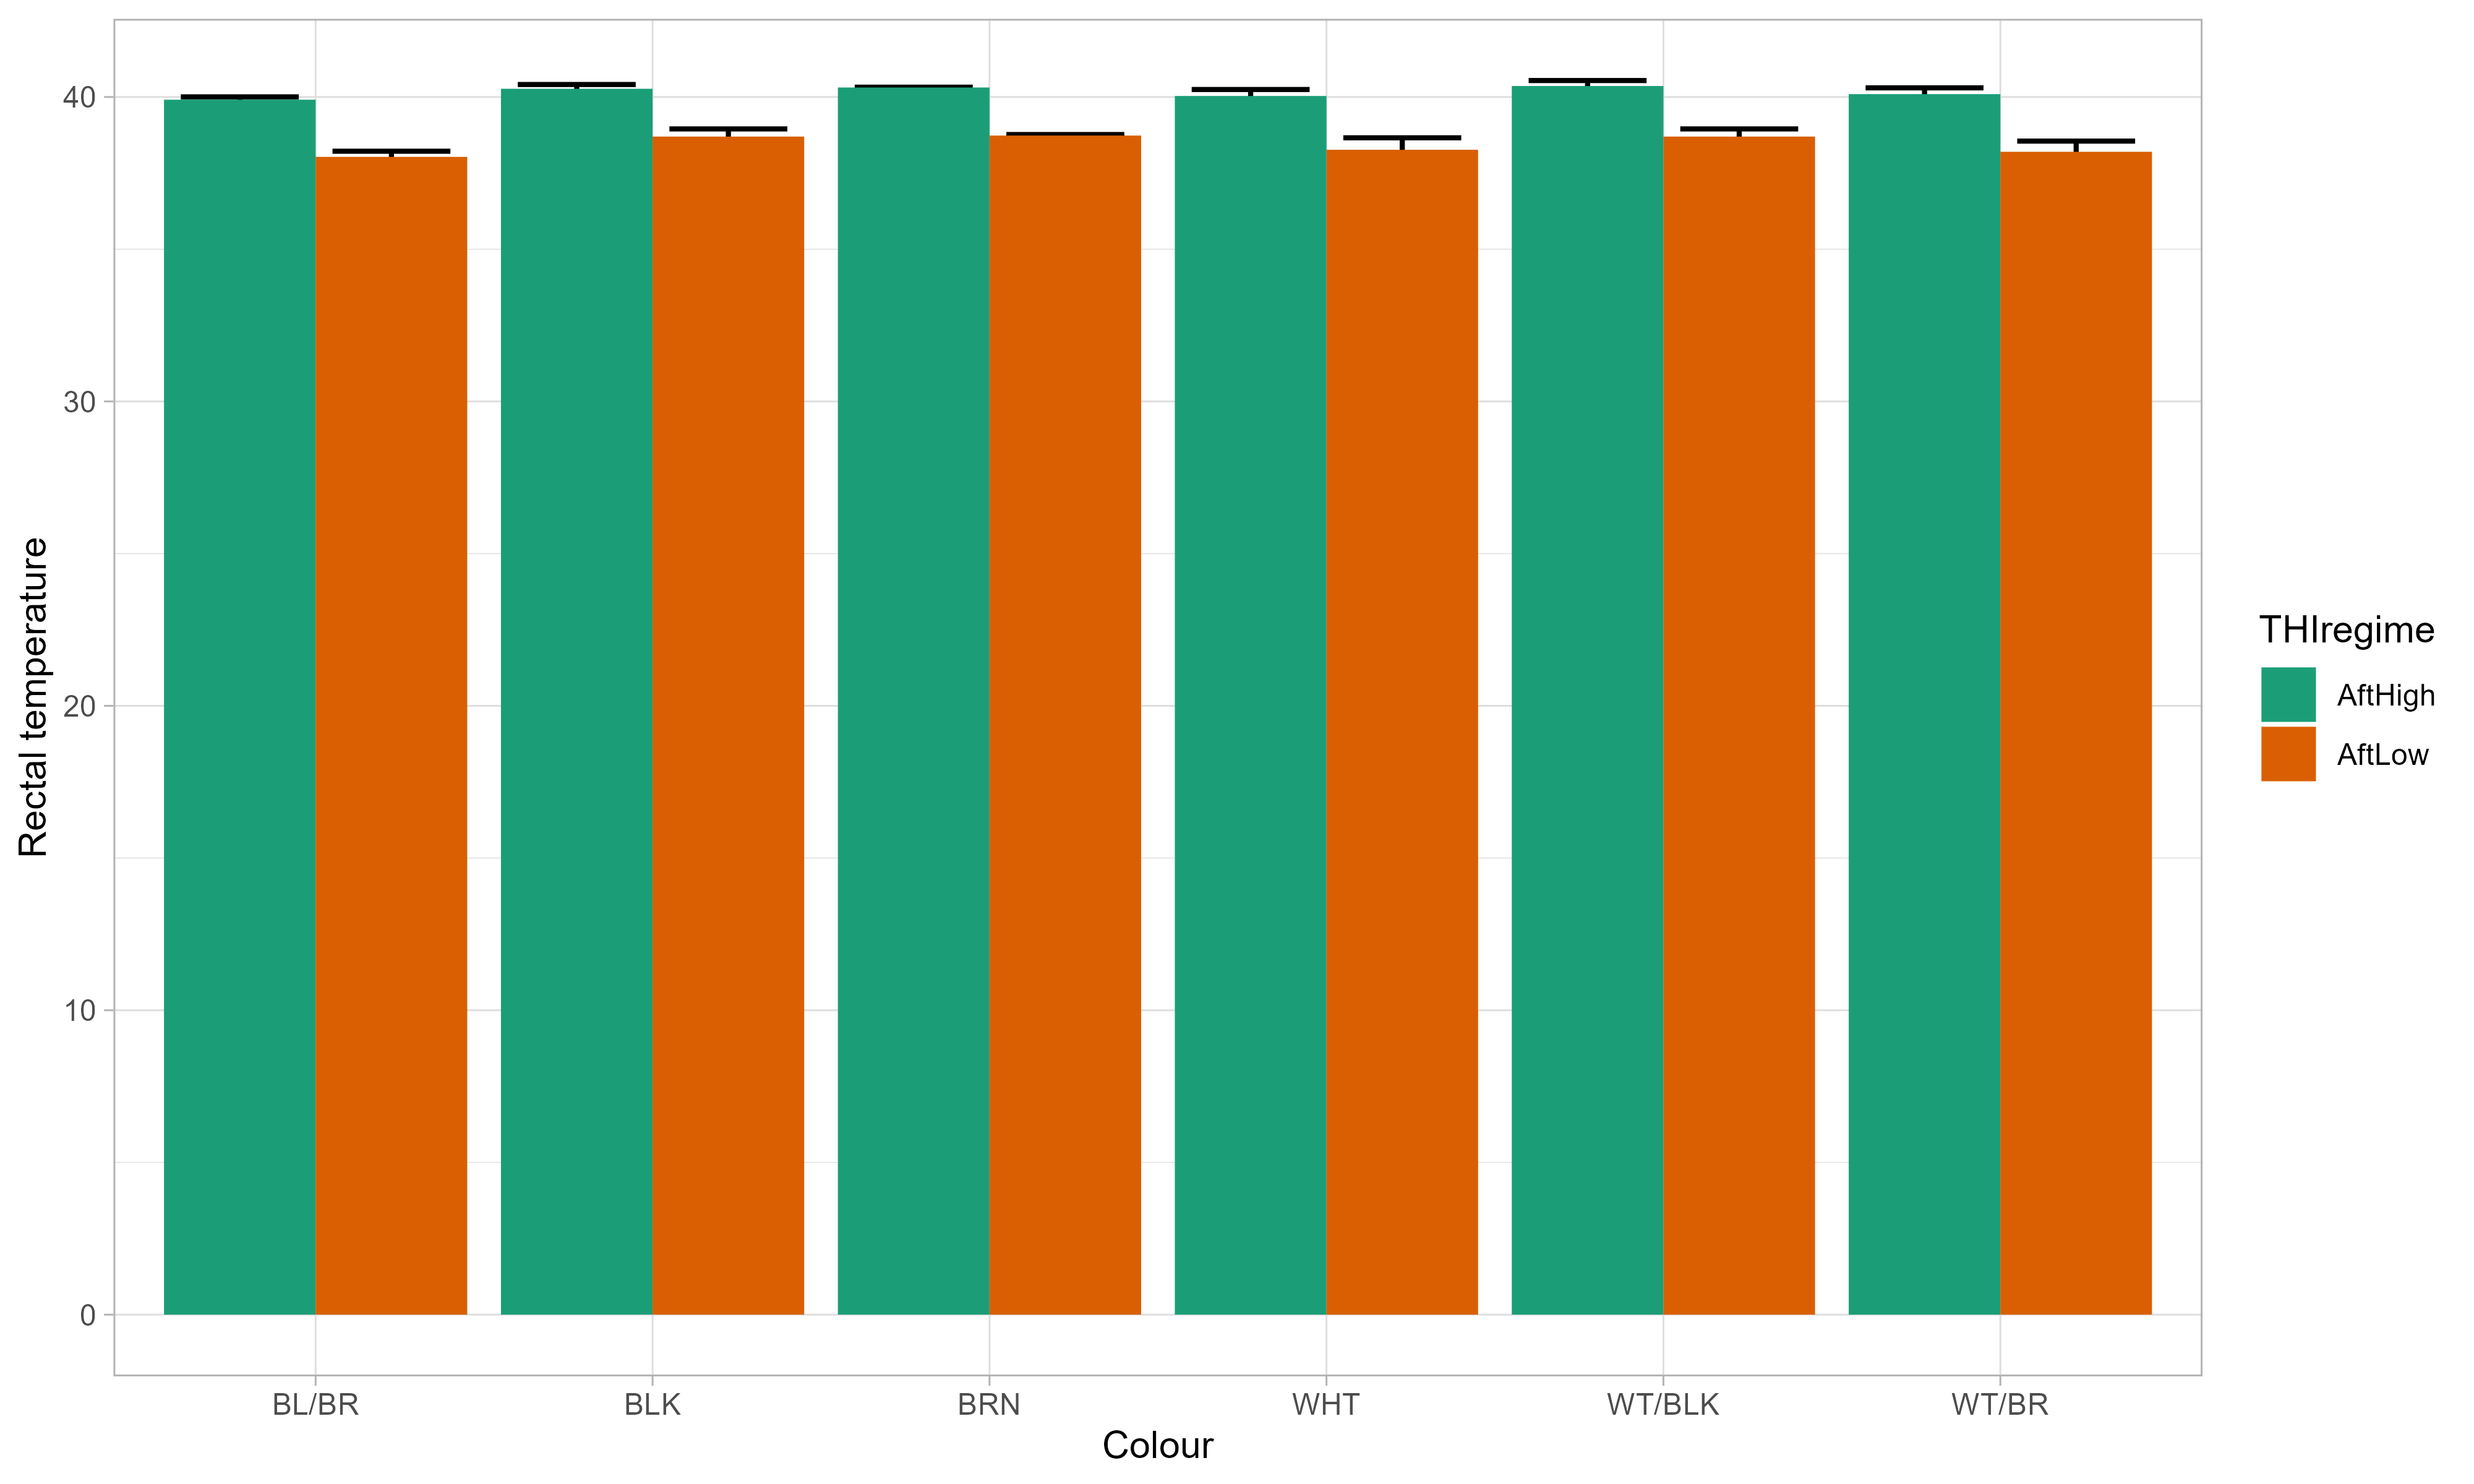 40
30
20
10
0
Rectal temperature
BL/BR
BLK
BRN
WHT
WT/BLK
WT/BR
Colour
THIregime
AftHigh
AftLow